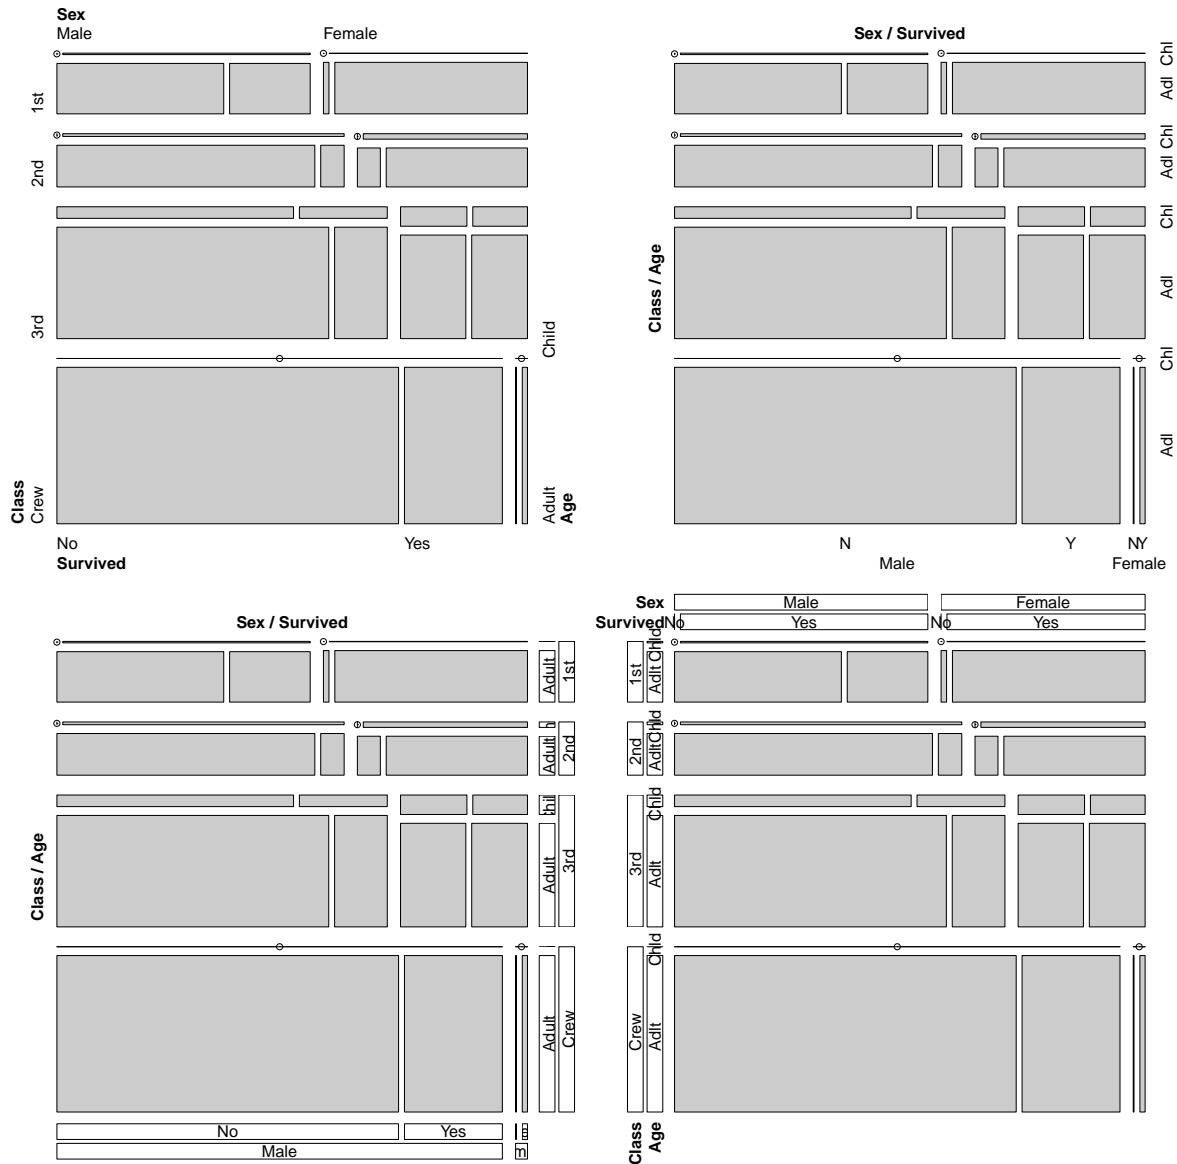 Sex
Male Female
1st
2nd
3rd
Crew
Class
Child
Adult
Age
No Yes
Survived
Sex / Survived
Chl
Adl
Chl
Adl
Chl
Adl
Chl
Adl
Class / Age
N Y N Y
Male Female
Sex / Survived
Adult
1st
Adult
2nd
Adult
3rd
Adult
Crew
Class / Age
No Yes
Male m
Sex Male Female
Survived No Yes No Yes
1st
Chld
Adlt
2nd
Chld
Adlt
3rd
Chld
Adlt
Crew
Chld
Adlt
Class
Age